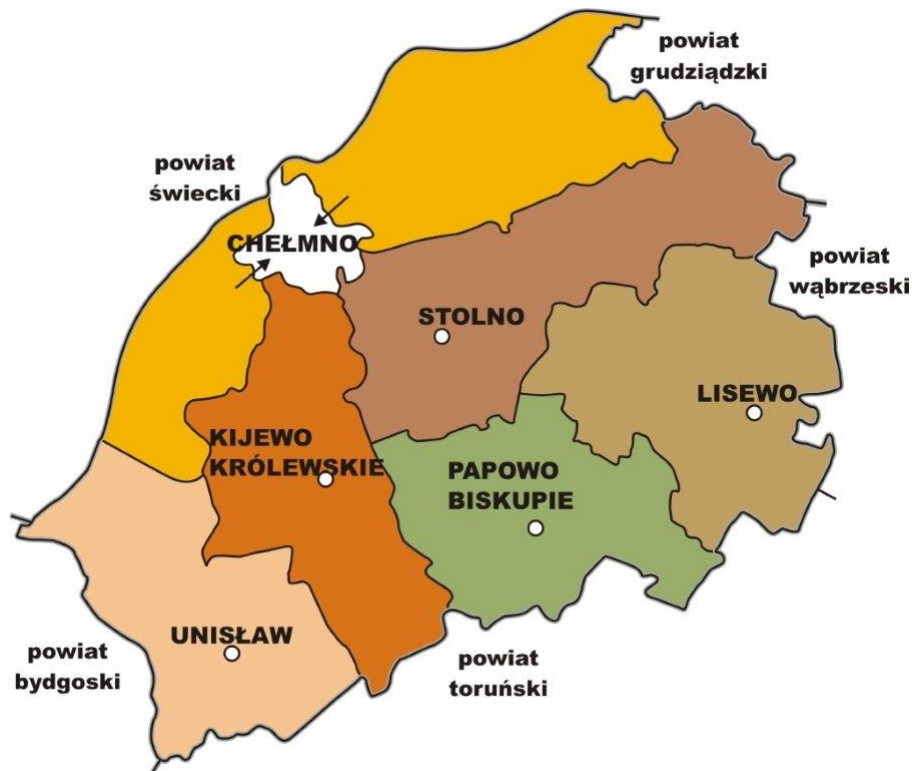 powiat
grudziądzki
powiat
świecki
CHEŁMNO
powiat
wąbrzeski
STOLNO
LISEWO
KIJEWO
KRÓLEWSKIE
PAPOWO
BISKUPIE
UNISŁAW
powiat
bydgoski
powiat
toruński